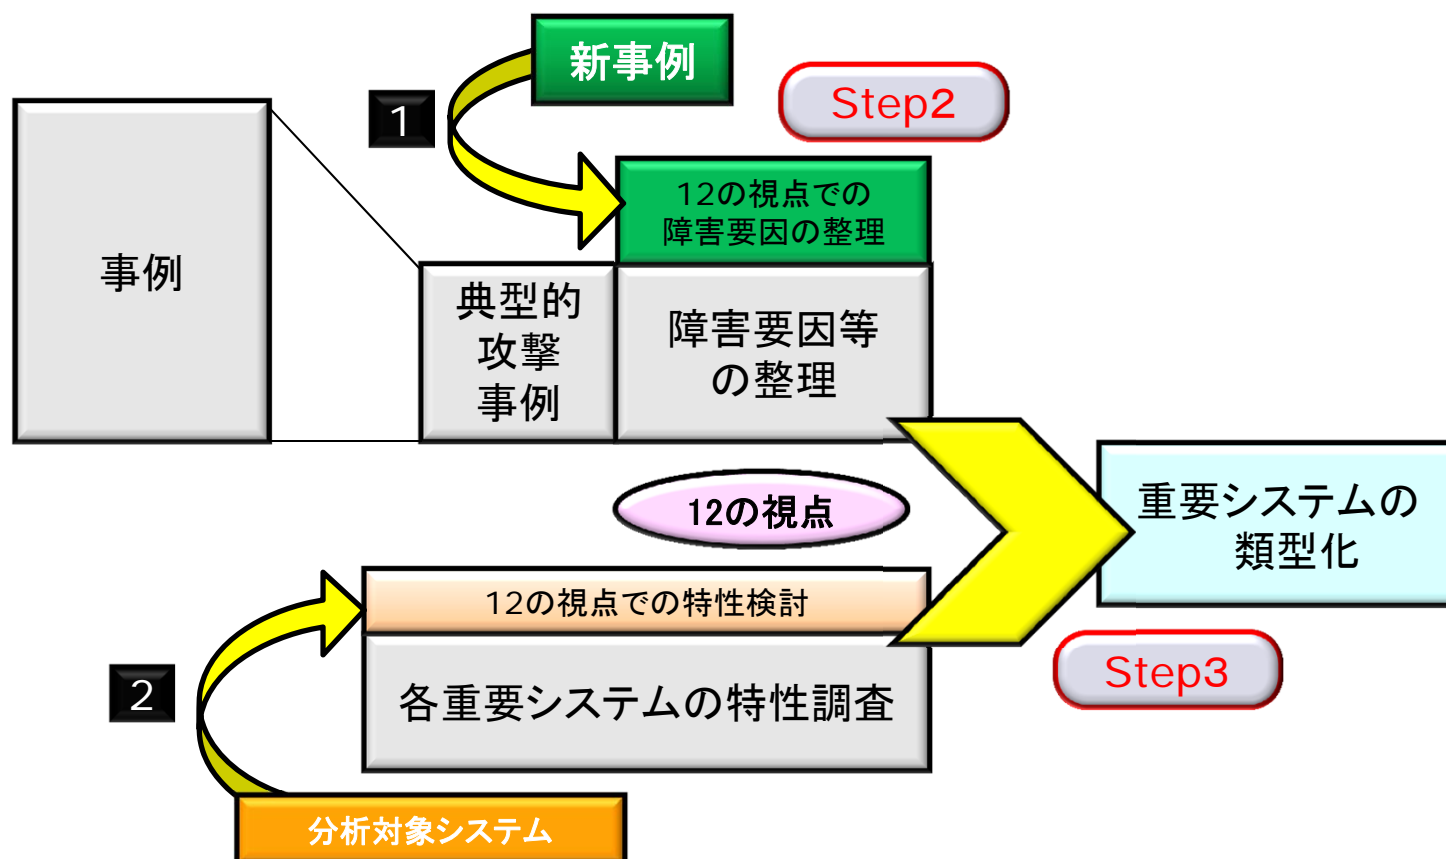 新事例
Step2
1
12の視点での
障害要因の整理
事例
典型的
攻撃
事例
障害要因等
の整理
12の視点
重要システムの
類型化
12の視点での特性検討
Step3
2
各重要システムの特性調査
分析対象システム